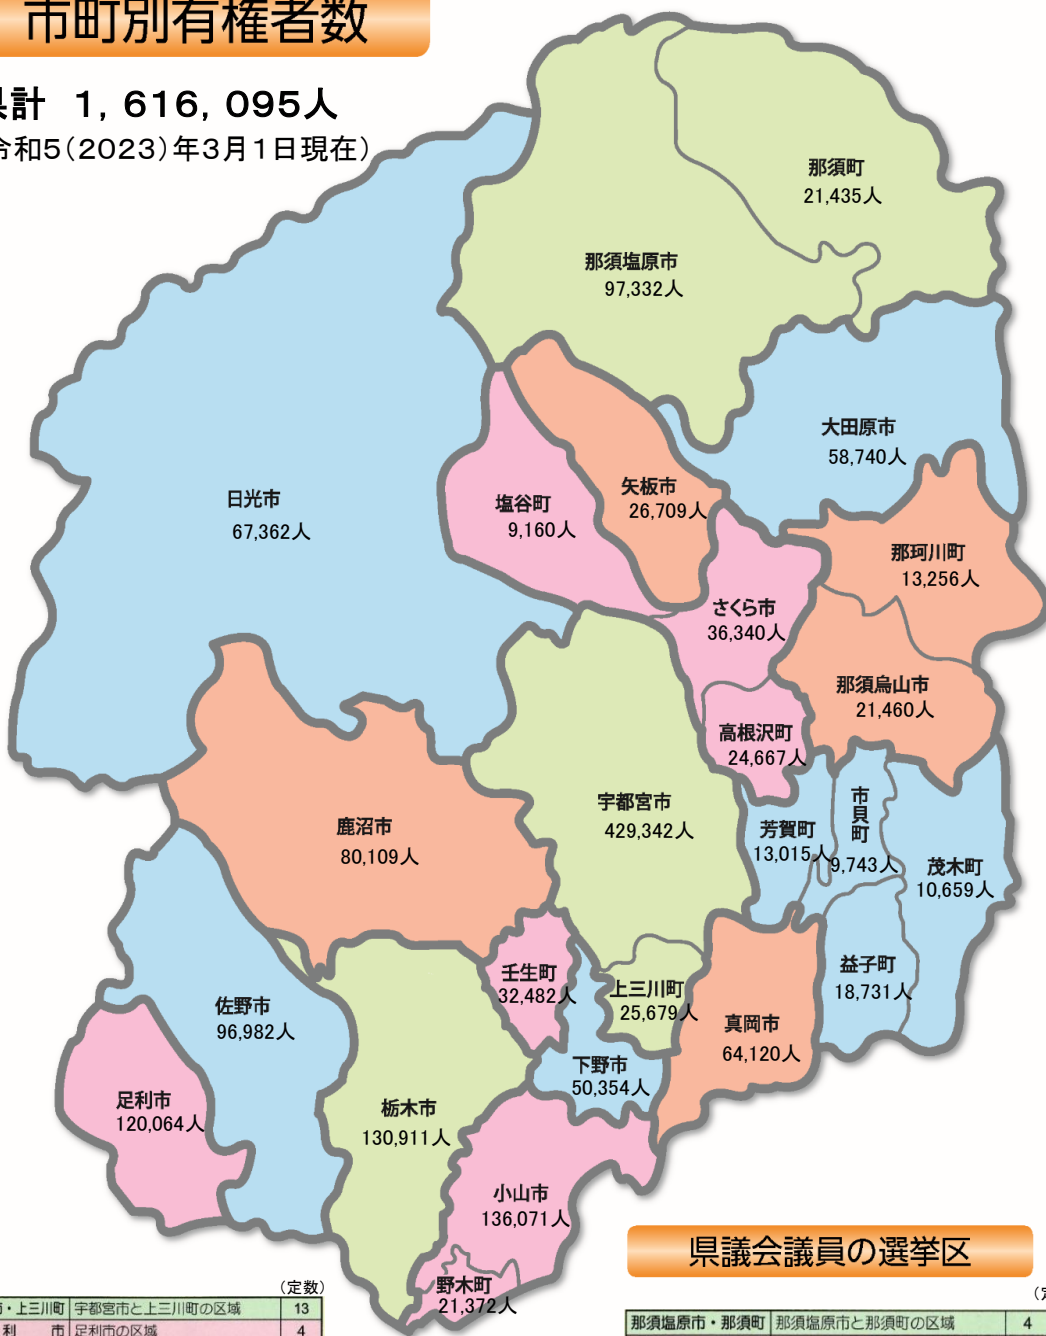 市町別有権者数
県計 1,616,095人
令和5(2023)年3月1日現在)
那須町
21,435人
那須塩原市
97,332人
大田原市
58,740人
日光市
67,362人
塩谷町
9,160人
矢板市
26,709人
那珂川町
13,256人
さくら市
36,340人
那須烏山市
21,460人
高根沢町
24,667人
宇都宮市
429,342人
鹿沼市
80,109人
芳賀町
13,015人
市貝町
9,743人
茂木町
10,659人
益子町
18,731人
壬生町
32,482人
上三川町
25,679人
真岡市
64,120人
佐野市
96,982人
下野市
50,354人
足利市
120,064人
栃木市
130,911人
小山市
136,071人
野木町
21,372人
県議会議員の選挙区
(定数)
市・上三川町 宇都宮市と上三川町の区域 13
利 市 足利市の区域 4
(定
那須塩原市・那須町 那須塩原市と那須町の区域 4